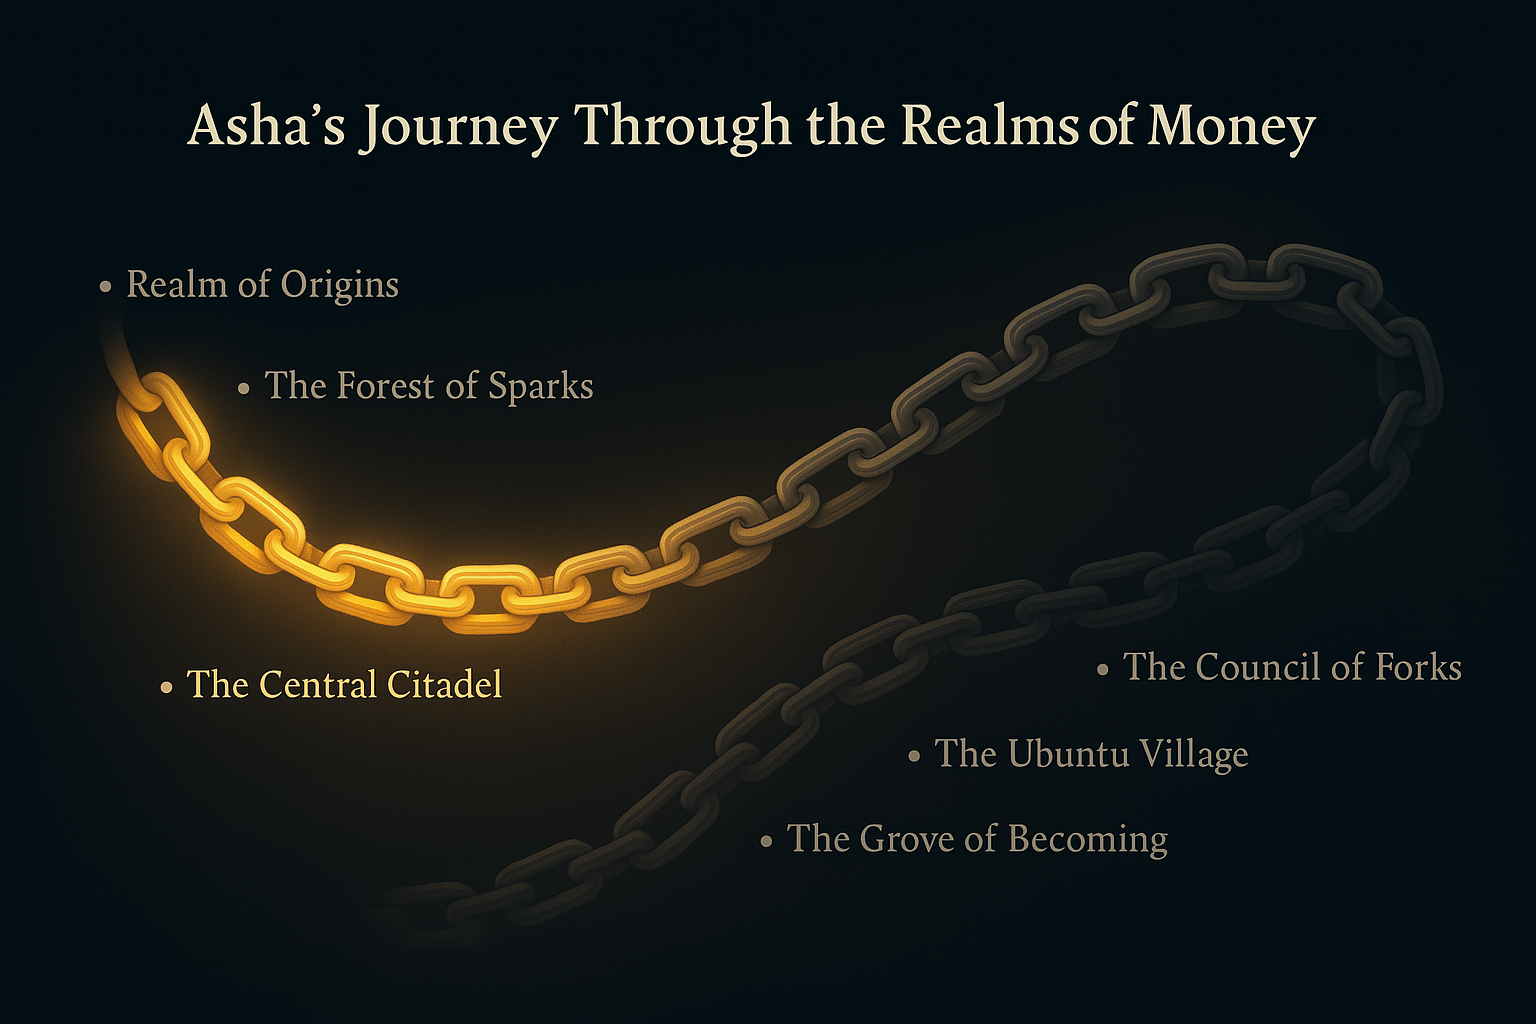 Asha’s Journey Through the Realms of Money
• Realm of Origins
• The Forest of Sparks
• The Central Citadel
• The Council of Forks
• The Ubuntu Village
• The Grove of Becoming